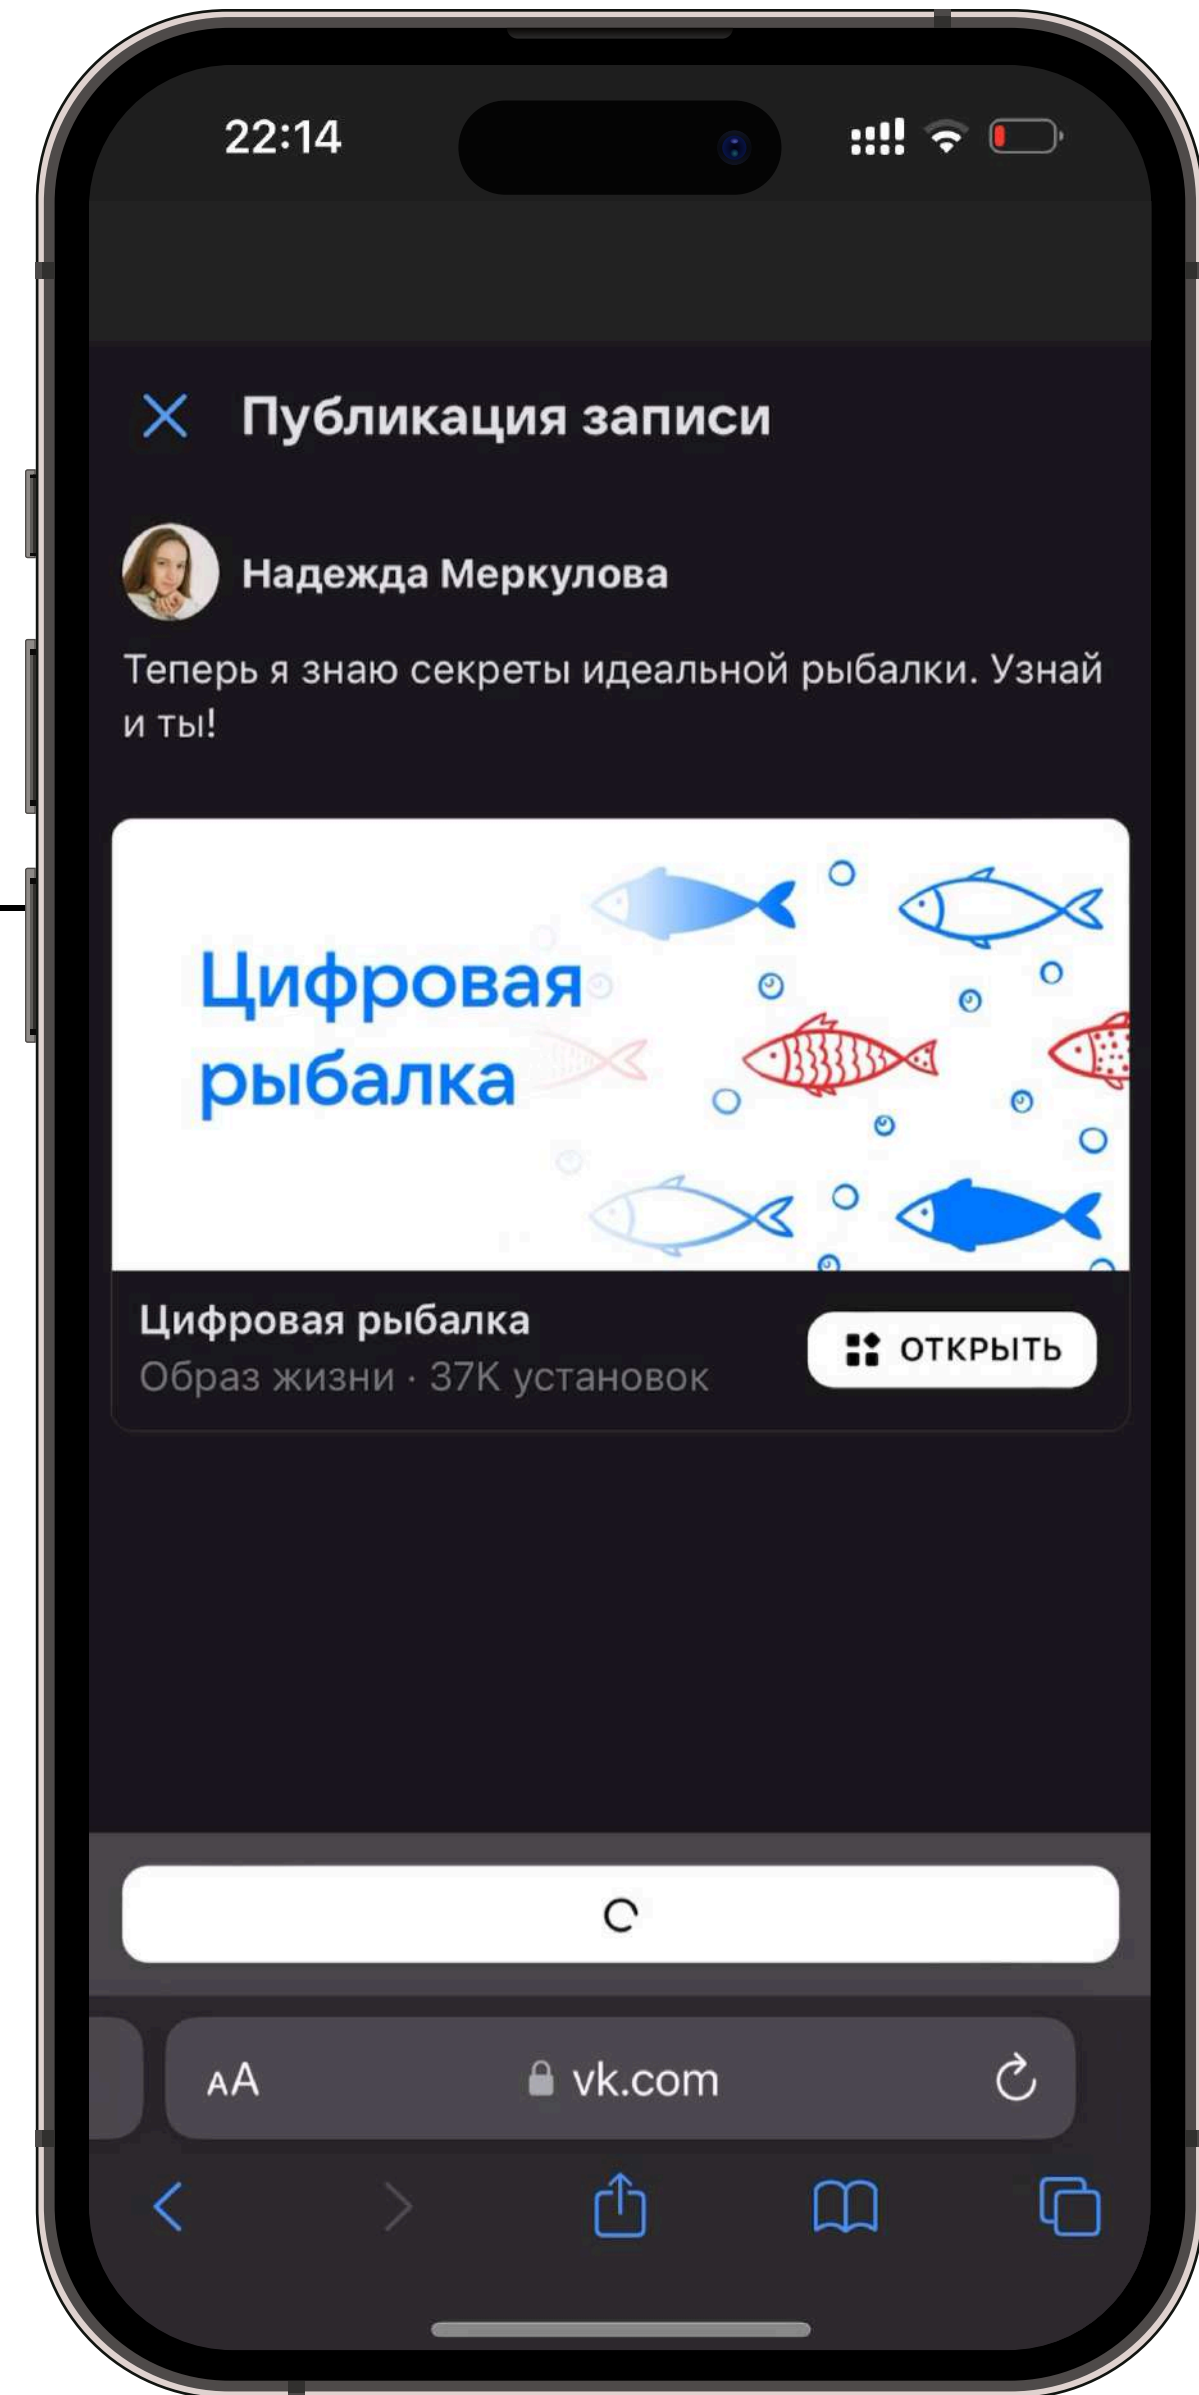 22:14
Публикация записи
Надежда Меркулова
Теперь я знаю секреты идеальной рыбалки. Узнай
и ты!
Цифровая
рыбалка
Цифровая рыбалка
Образ жизни · 37K установок
ОТКРЫТЬ
AA
vk.com